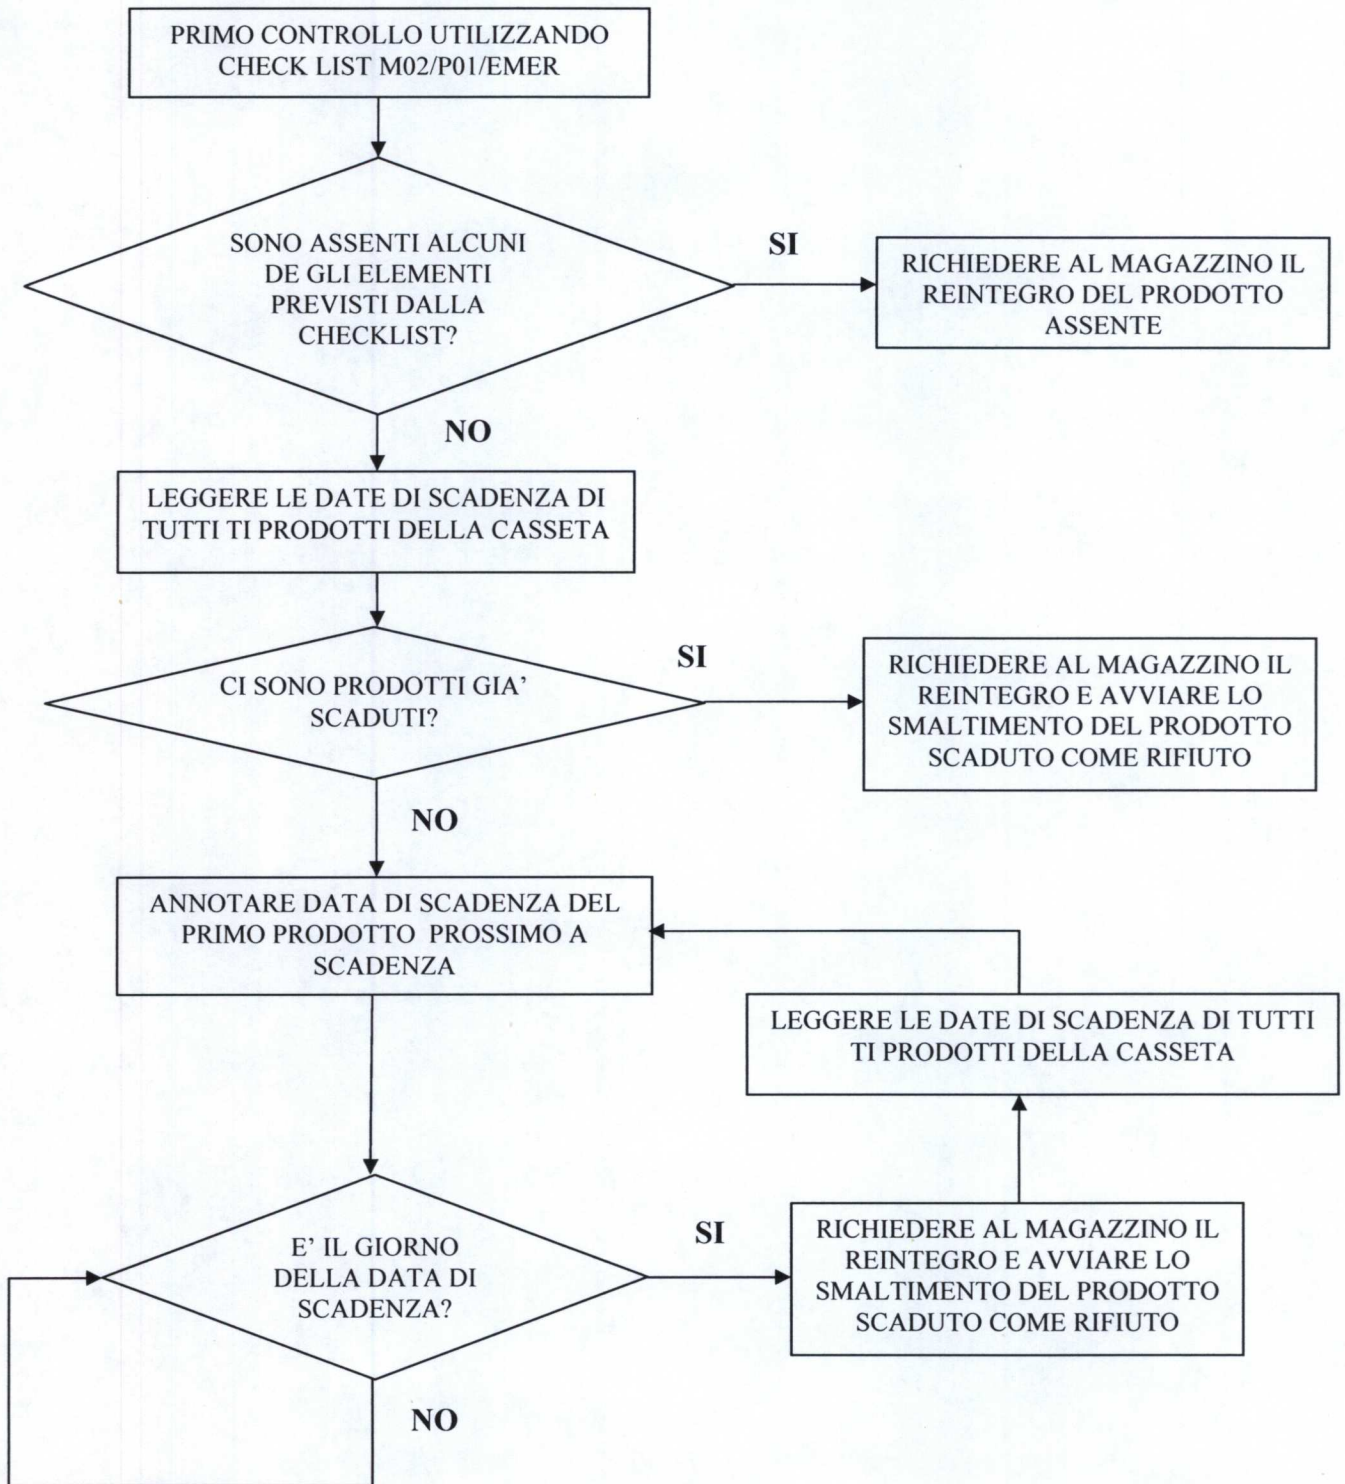 PRIMO CONTROLLO UTILIZZANDO
CHECK LIST M02/P01/EMER
SONO ASSENTI ALCUNI
DE GLI ELEMENTI
PREVISTI DALLA
CHECKLIST?
SI
RICHIEDERE AL MAGAZZINO IL
REINTEGRO DEL PRODOTTO
ASSENTE
NO
LEGGERE LE DATE DI SCADENZA DI
TUTTI TI PRODOTTI DELLA CASSETA
CI SONO PRODOTTI GIA'
SCADUTI?
SI
RICHIEDERE AL MAGAZZINO IL
REINTEGRO E AVVIARE LO
SMALTIMENTO DEL PRODOTTO
SCADUTO COME RIFIUTO
NO
ANNOTARE DATA DI SCADENZA DEL
PRIMO PRODOTTO PROSSIMO A
SCADENZA
LEGGERE LE DATE DI SCADENZA DI TUTTI
TI PRODOTTI DELLA CASSETA
E' IL GIORNO
DELLA DATA DI
SCADENZA?
SI
RICHIEDERE AL MAGAZZINO IL
REINTEGRO E AVVIARE LO
SMALTIMENTO DEL PRODOTTO
SCADUTO COME RIFIUTO
NO